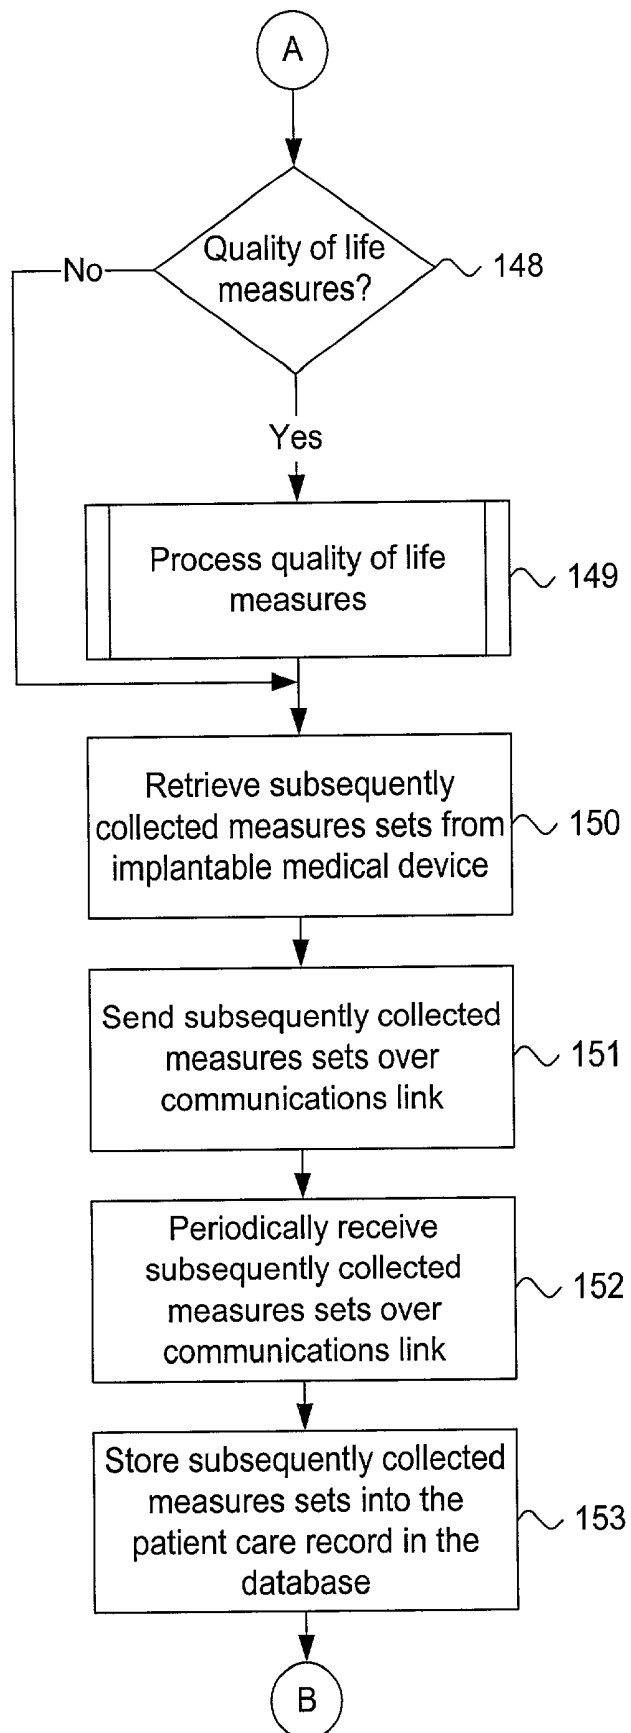 A
Quality of life
measures?
148
No
Yes
Process quality of life
measures
149
Retrieve subsequently
collected measures sets from
implantable medical device
150
Send subsequently collected
measures sets over
communications link
151
Periodically receive
subsequently collected
measures sets over
communications link
152
Store subsequently collected
measures sets into the
patient care record in the
database
153
B